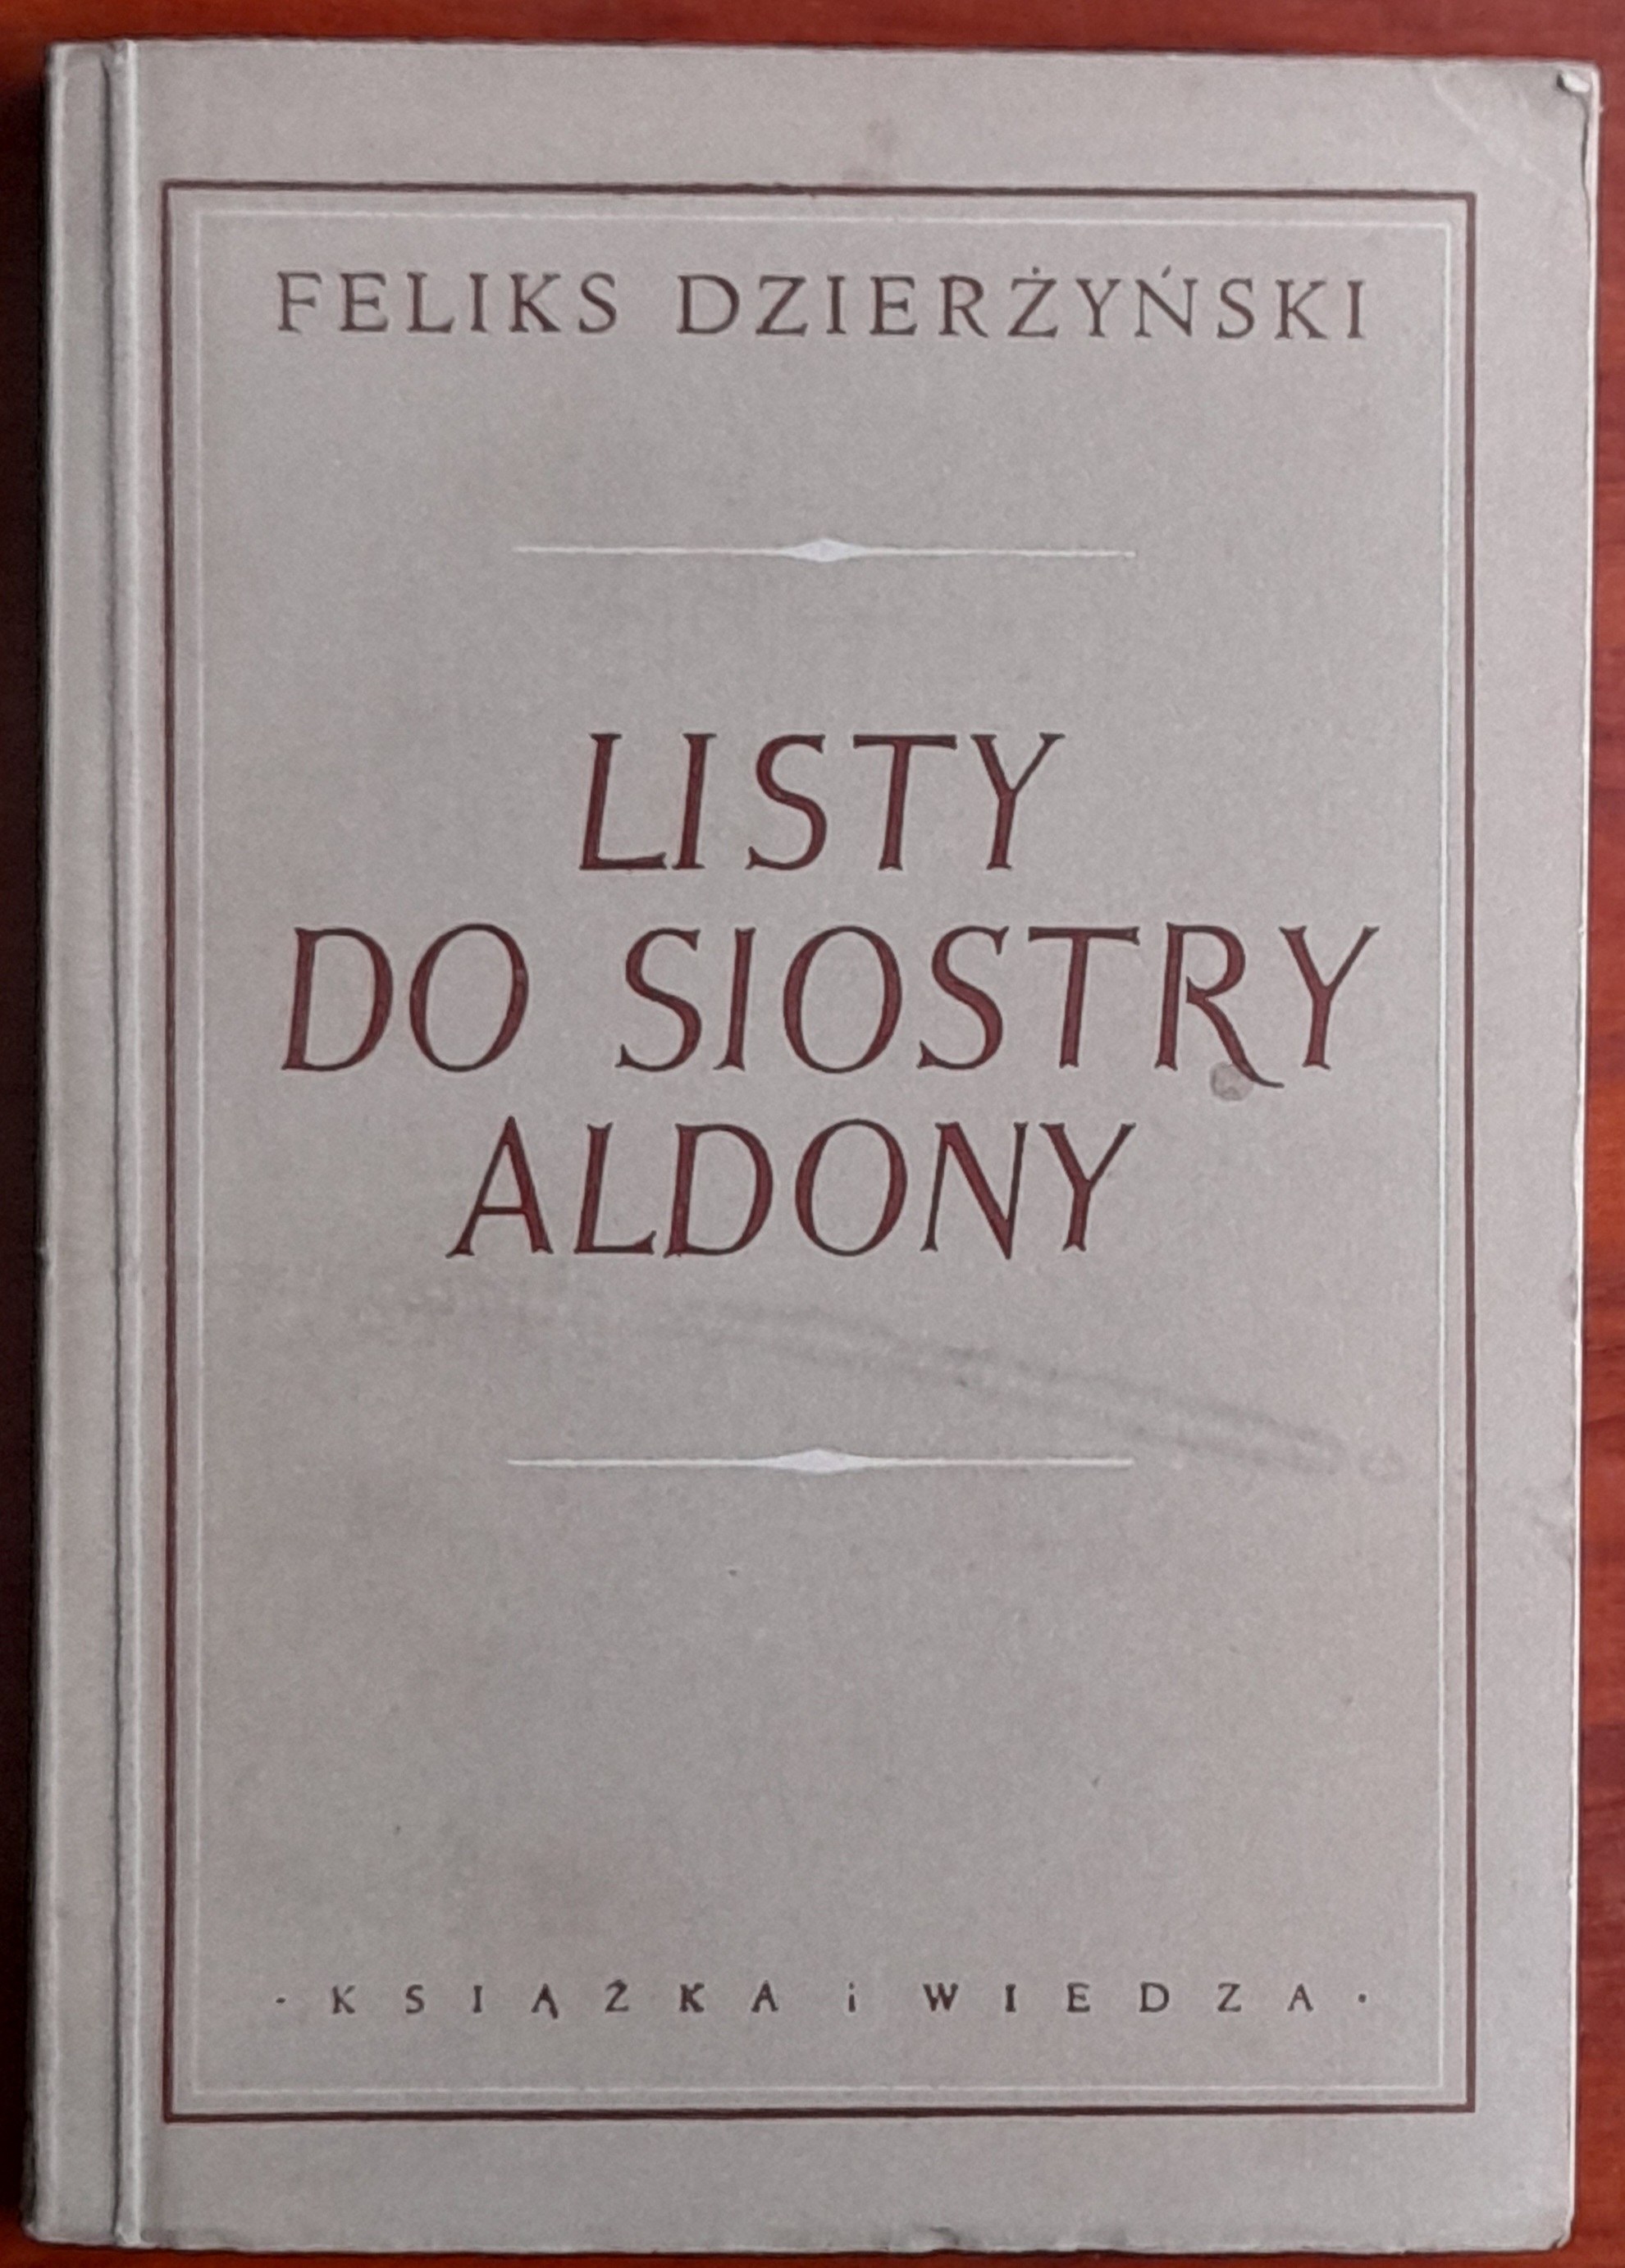 FELIKS DZIERŻYŃSKI
LISTY
DO SIOSTRY
ALDONY
· KSIĄŻKA i WIEDZA ·